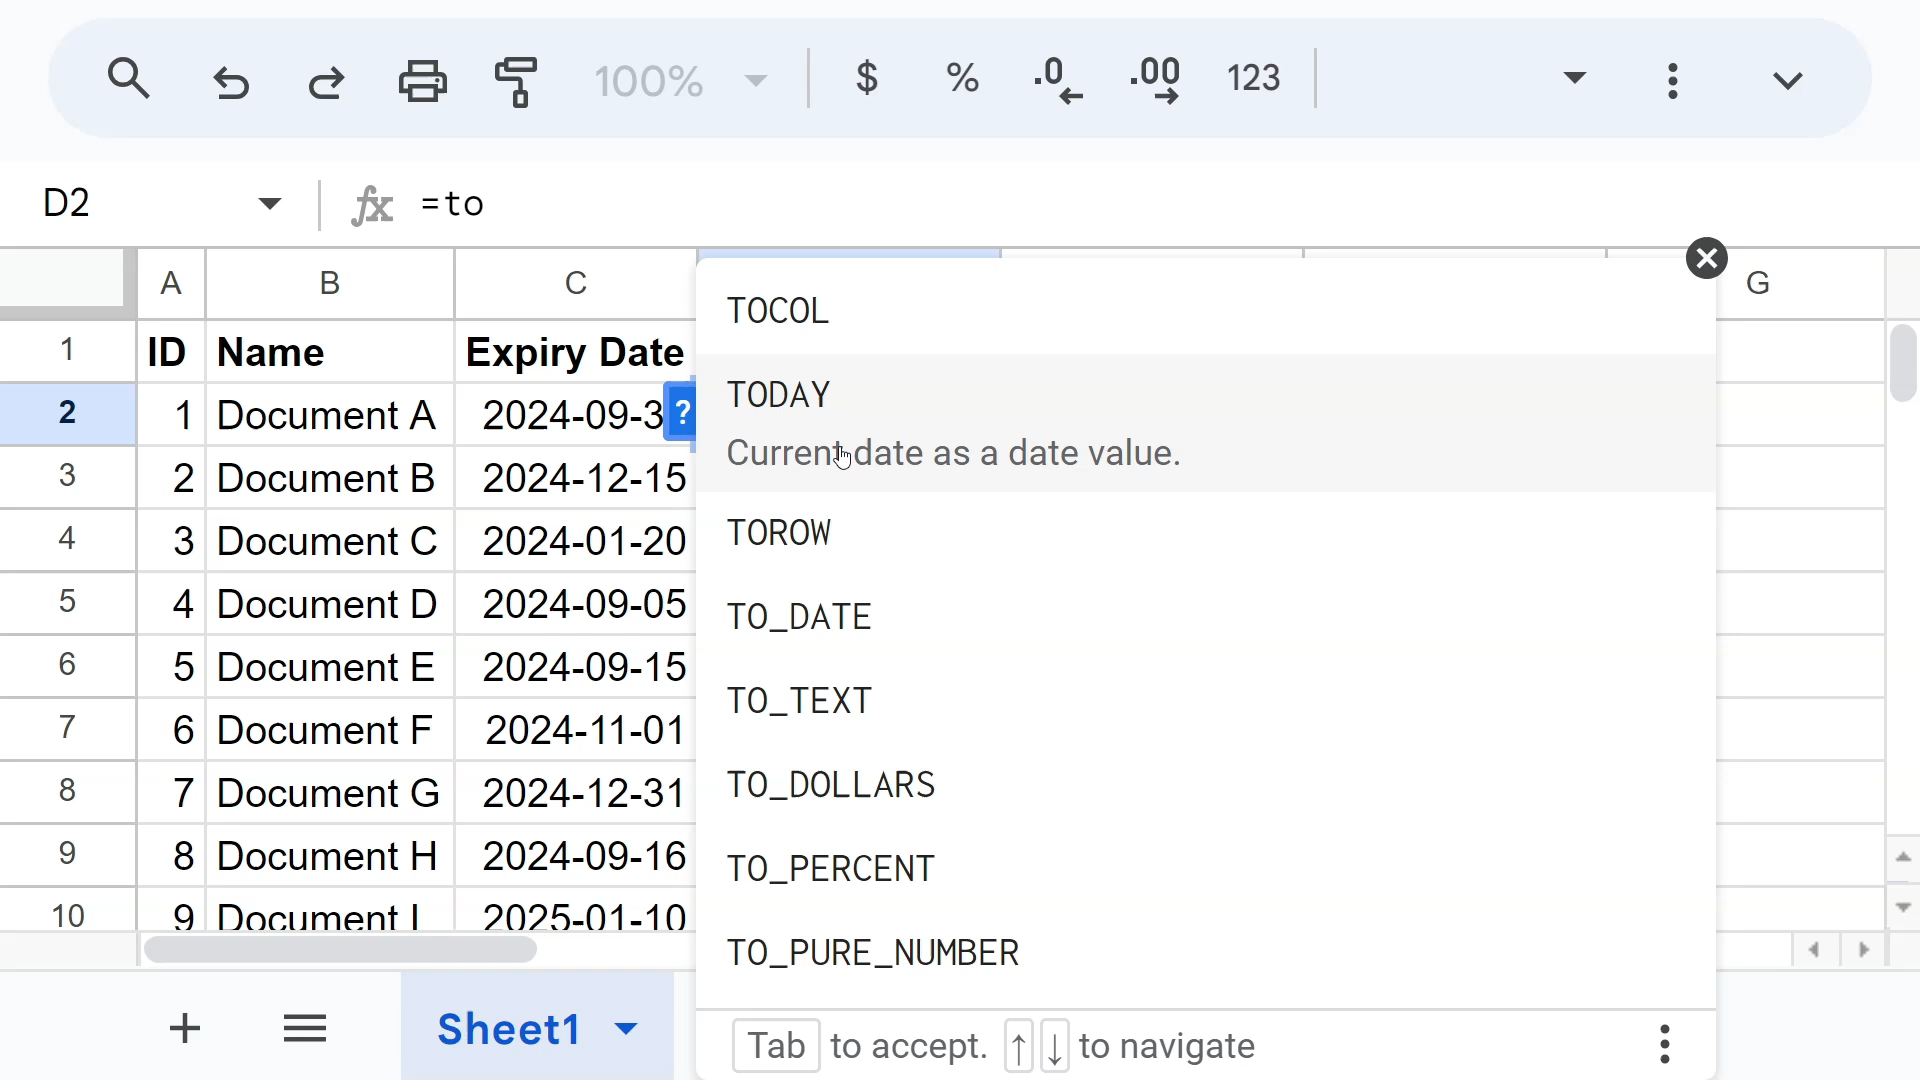 100% $ % .0 .00 123
D2 fx =to
A B C G
1 ID Name Expiry Date
2 1 Document A 2024-09-3 ?
3 2 Document B 2024-12-15
4 3 Document C 2024-01-20
5 4 Document D 2024-09-05
6 5 Document E 2024-09-15
7 6 Document F 2024-11-01
8 7 Document G 2024-12-31
9 8 Document H 2024-09-16
10 9 Document I 2025-01-10
TOCOL
TODAY
Current date as a date value.
TOROW
TO_DATE
TO_TEXT
TO_DOLLARS
TO_PERCENT
TO_PURE_NUMBER
Tab to accept. ↑ ↓ to navigate
Sheet1